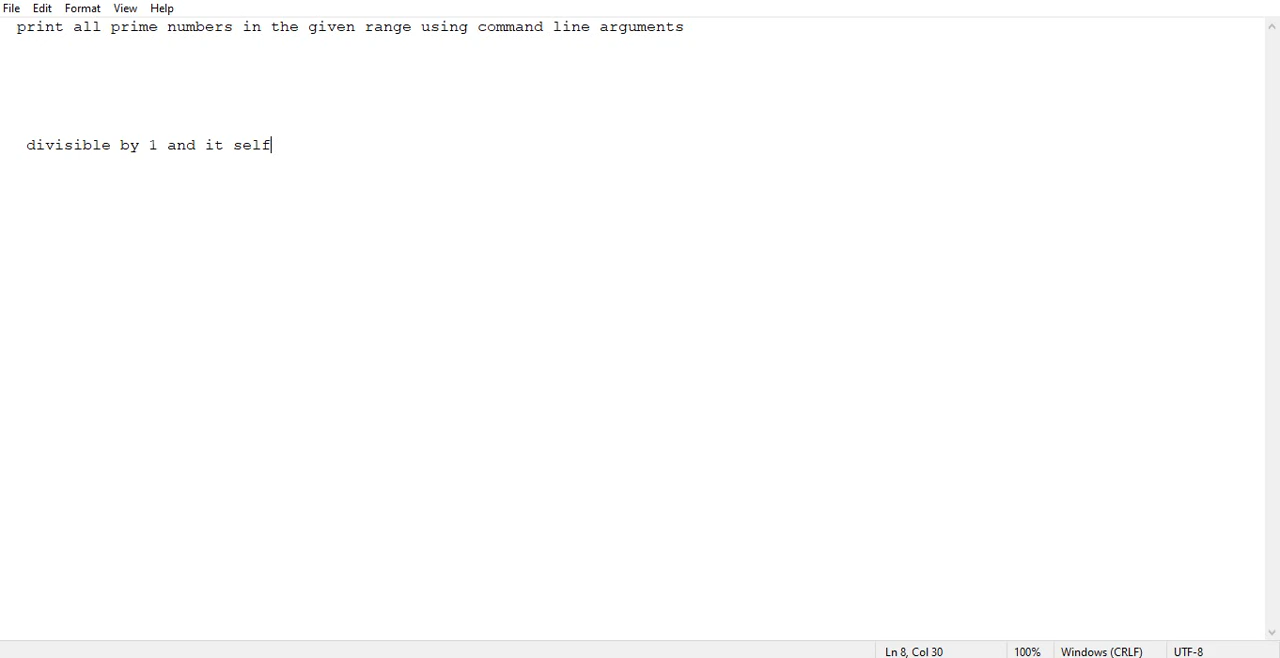 File Edit Format View Help
print all prime numbers in the given range using command line arguments
divisible by 1 and it self
Ln 8, Col 30 100% Windows (CRLF) UTF-8